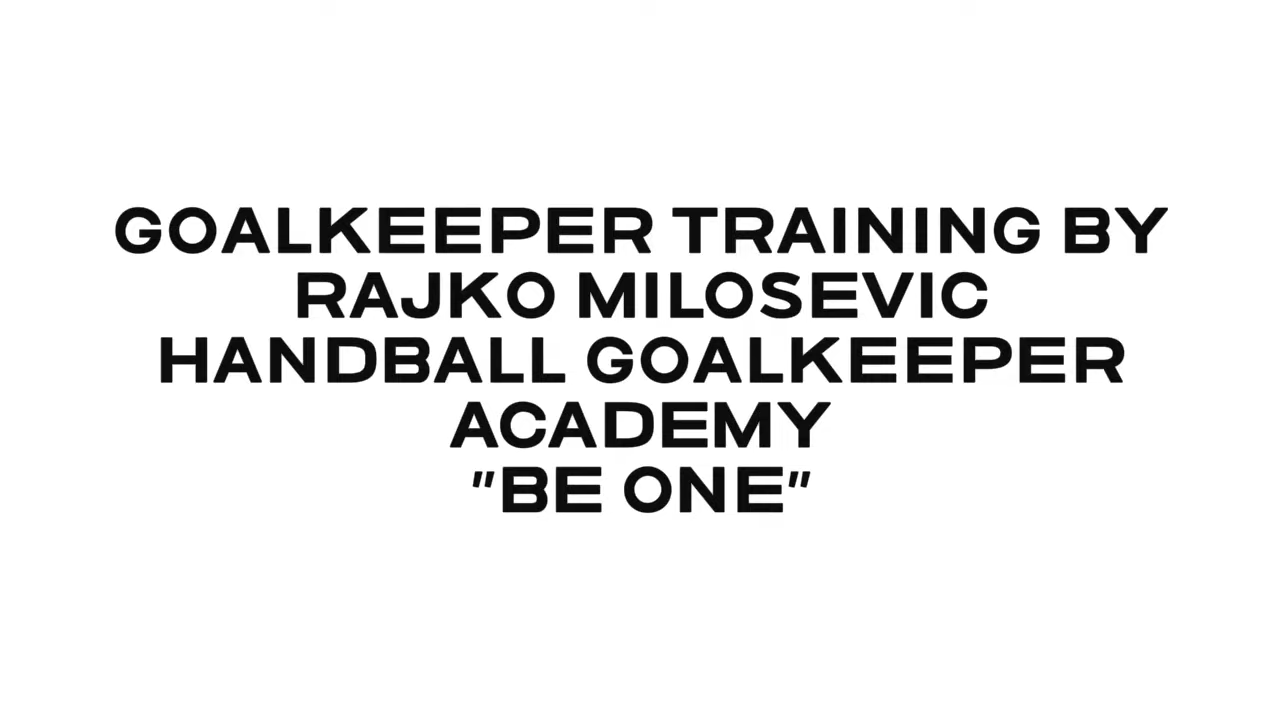 GOALKEEPER TRAINING BY
RAJKO MILOSEVIC
HANDBALL GOALKEEPER
ACADEMY
"BE ONE"